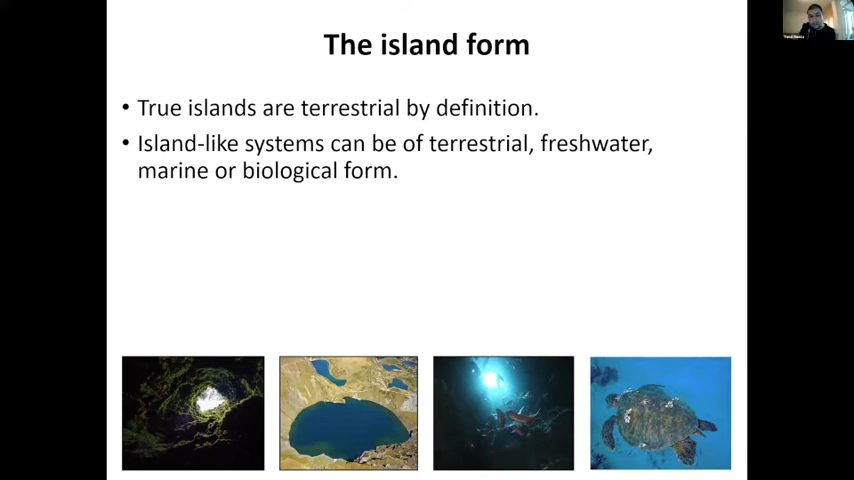 The island form
• True islands are terrestrial by definition.
• Island-like systems can be of terrestrial, freshwater,
marine or biological form.